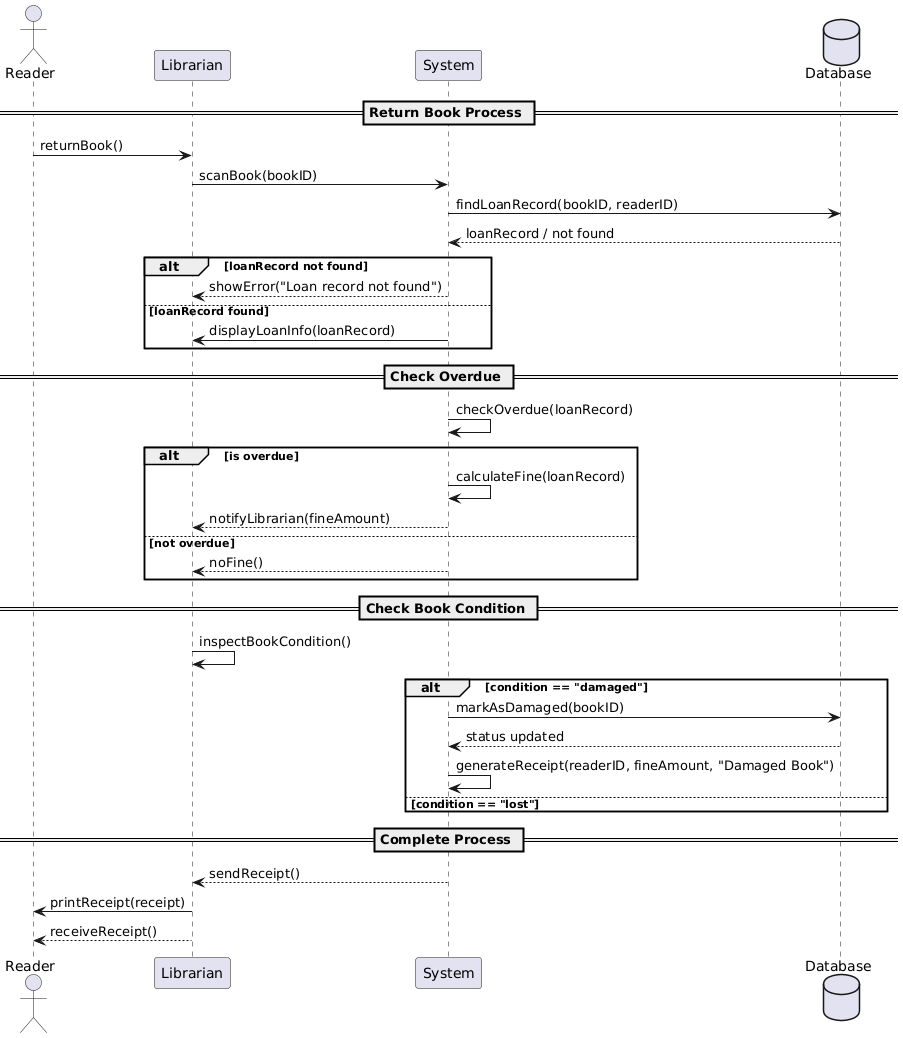 Reader
Librarian
System
Database
Return Book Process
returnBook()
scanBook(bookID)
findLoanRecord(bookID, readerID)
loanRecord / not found
alt [loanRecord not found]
showError("Loan record not found")
[loanRecord found]
displayLoanInfo(loanRecord)
Check Overdue
checkOverdue(loanRecord)
alt [is overdue]
calculateFine(loanRecord)
notifyLibrarian(fineAmount)
[not overdue]
noFine()
Check Book Condition
inspectBookCondition()
alt [condition == "damaged"]
markAsDamaged(bookID)
status updated
generateReceipt(readerID, fineAmount, "Damaged Book")
[condition == "lost"]
Complete Process
sendReceipt()
printReceipt(receipt)
receiveReceipt()
Reader
Librarian
System
Database